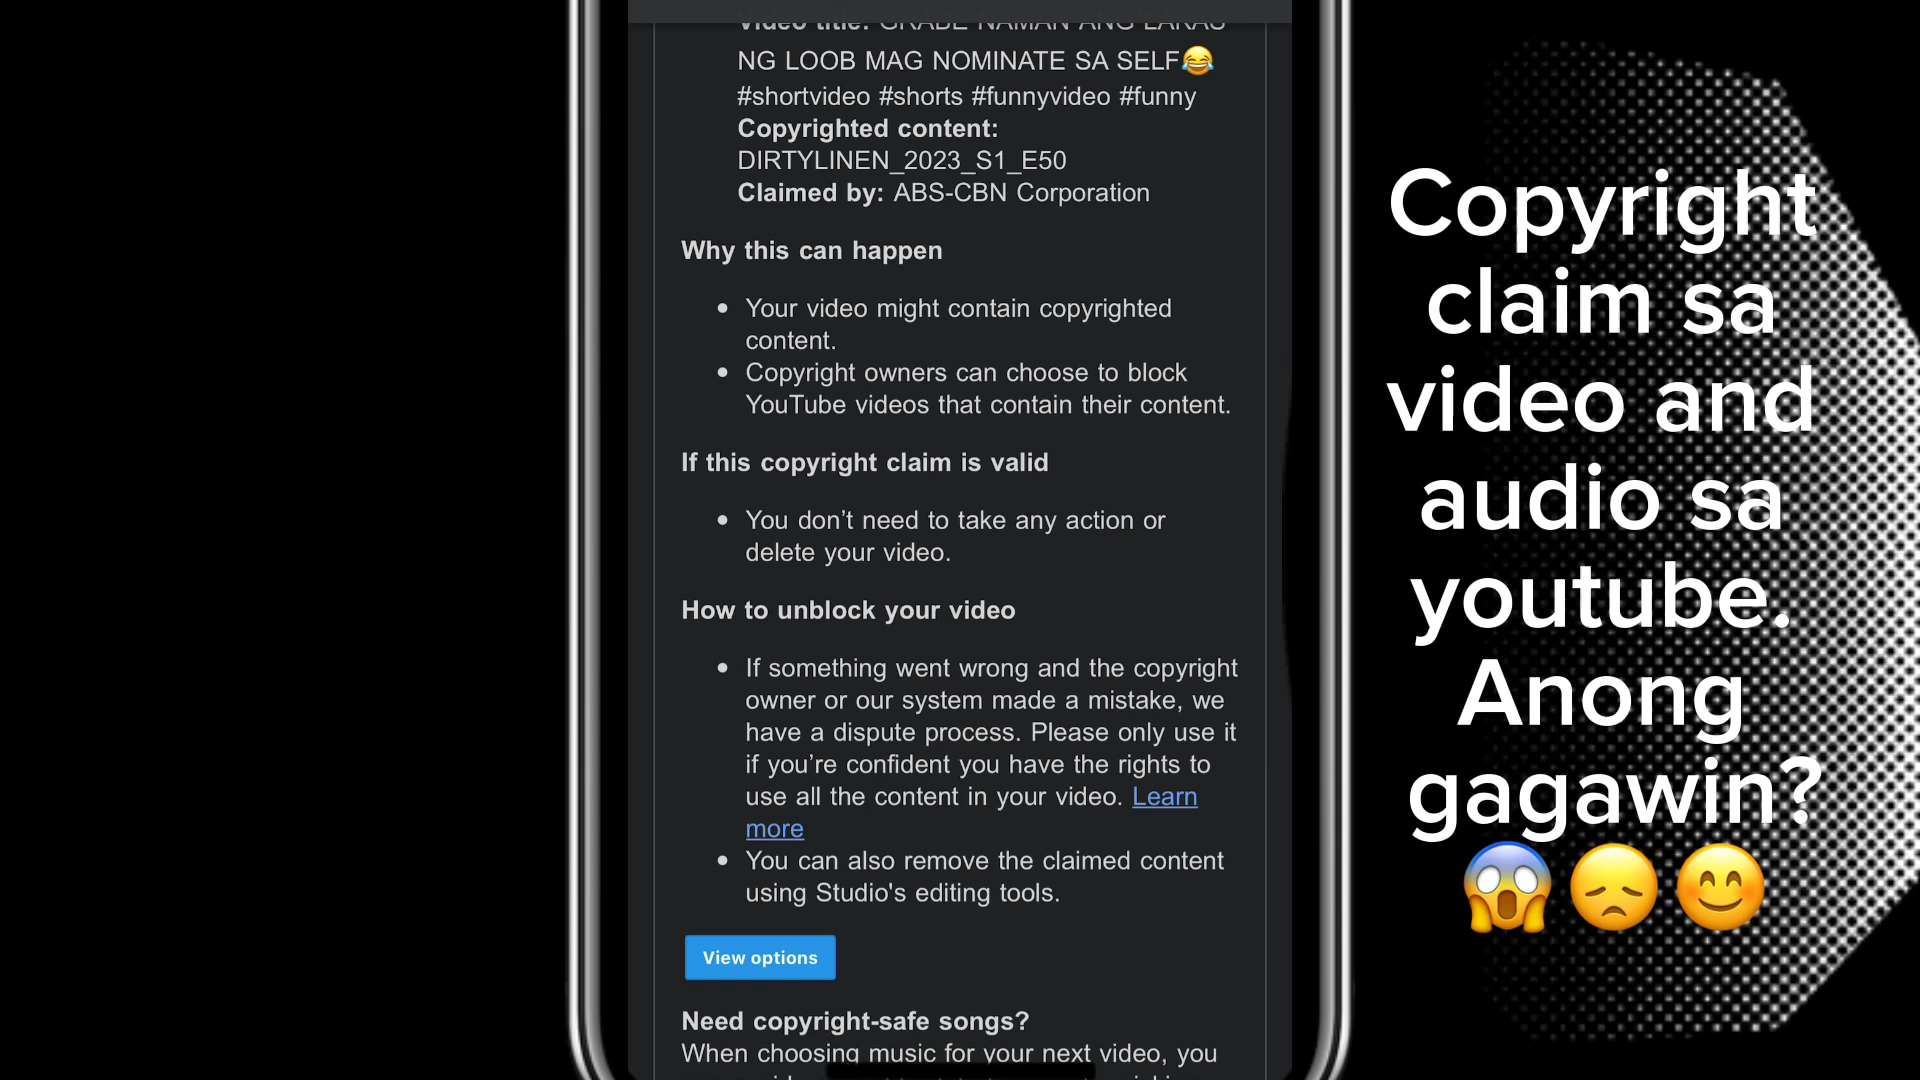 Video title: GRABE NAMAN ANG LAKAS
NG LOOB MAG NOMINATE SA SELF😂
#shortvideo #shorts #funnyvideo #funny
Copyrighted content:
DIRTYLINEN_2023_S1_E50
Claimed by: ABS-CBN Corporation
Why this can happen
• Your video might contain copyrighted
content.
• Copyright owners can choose to block
YouTube videos that contain their content.
If this copyright claim is valid
• You don’t need to take any action or
delete your video.
How to unblock your video
• If something went wrong and the copyright
owner or our system made a mistake, we
have a dispute process. Please only use it
if you’re confident you have the rights to
use all the content in your video. Learn
more
• You can also remove the claimed content
using Studio's editing tools.
View options
Need copyright-safe songs?
When choosing music for your next video, you
Copyright
claim sa
video and
audio sa
youtube.
Anong
gagawin?
😱😞😊